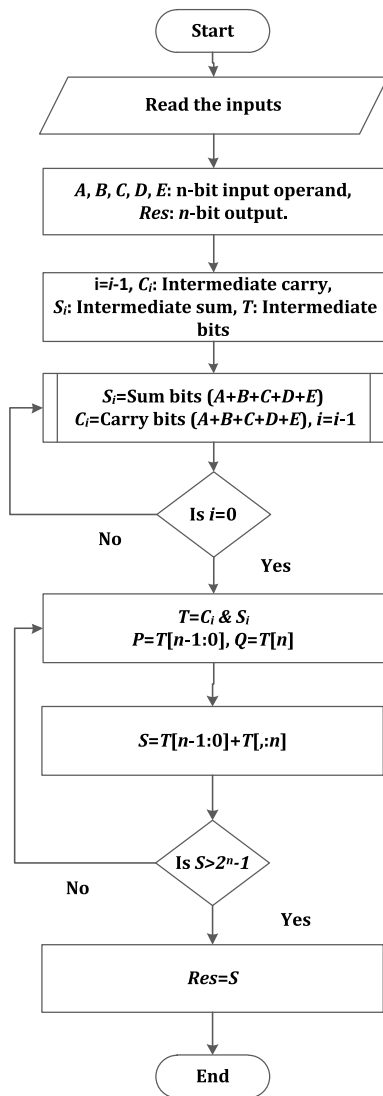 Start
Read the inputs
A, B, C, D, E: n-bit input operand,
Res: n-bit output.
i=i-1, Cᵢ: Intermediate carry,
Sᵢ: Intermediate sum, T: Intermediate
bits
Sᵢ=Sum bits (A+B+C+D+E)
Cᵢ=Carry bits (A+B+C+D+E), i=i-1
Is i=0
No
Yes
T=Cᵢ & Sᵢ
P=T[n-1:0], Q=T[n]
S=T[n-1:0]+T[,:n]
Is S>2ⁿ-1
No
Yes
Res=S
End